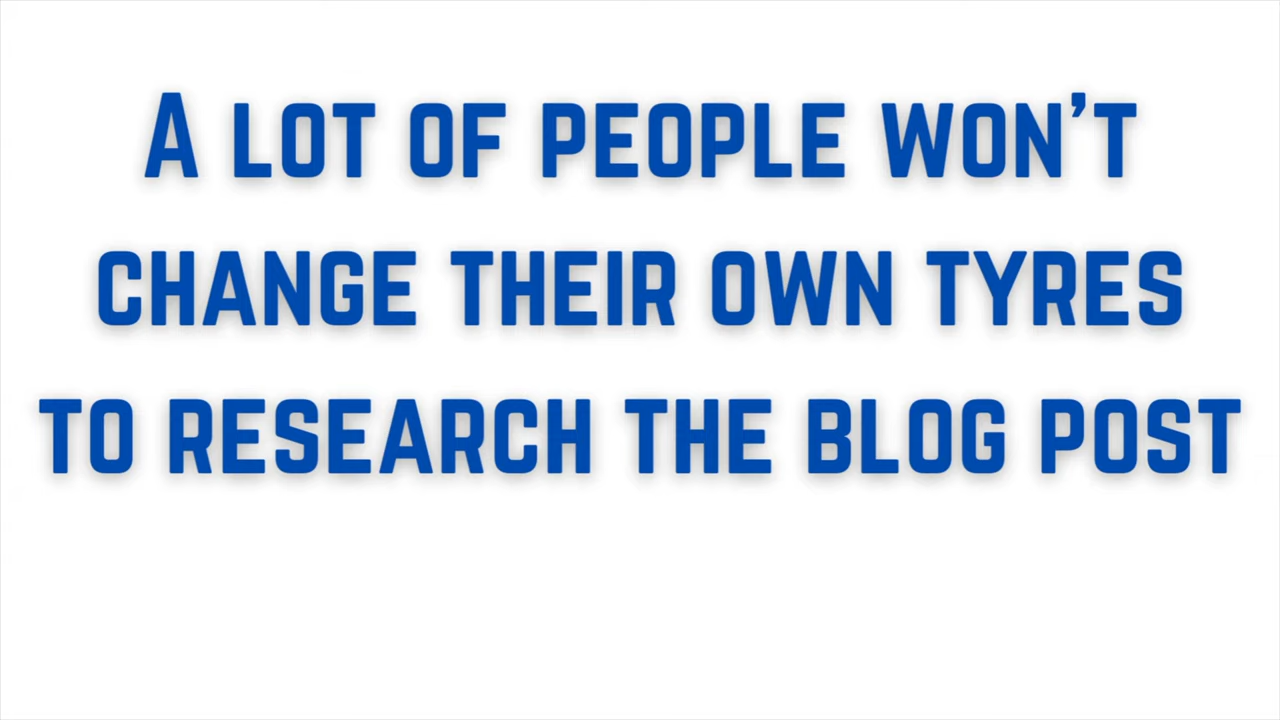 A LOT OF PEOPLE WON'T
CHANGE THEIR OWN TYRES
TO RESEARCH THE BLOG POST